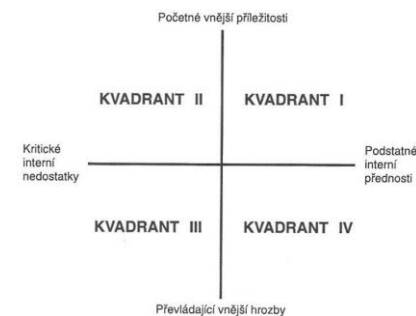 Početné vnější příležitosti
KVADRANT II
KVADRANT I
Kritické
interní
nedostatky
Podstatné
interní
přednosti
KVADRANT III
KVADRANT IV
Převládající vnější hrozby